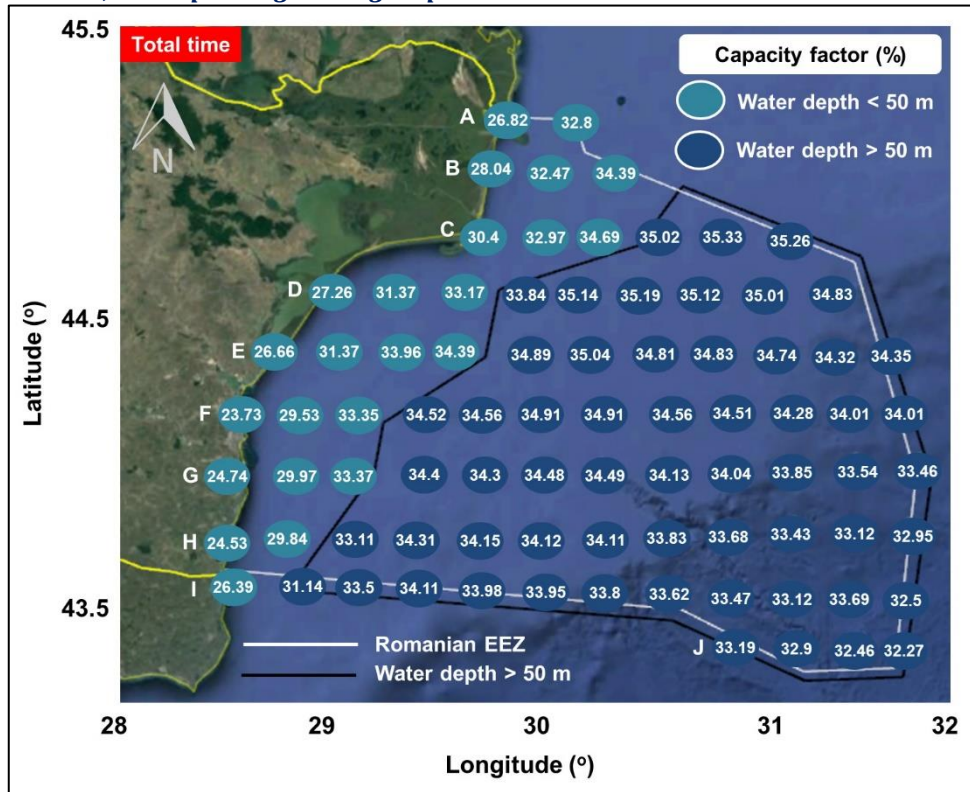 45.5
Total time
Capacity factor (%)
Water depth < 50 m
Water depth > 50 m
N
A 26.82 32.8
B 28.04 32.47 34.39
C 30.4 32.97 34.69 35.02 35.33 35.26
D 27.26 31.37 33.17 33.84 35.14 35.19 35.12 35.01 34.83
44.5
E 26.66 31.37 33.96 34.39 34.89 35.04 34.81 34.83 34.74 34.32 34.35
F 23.73 29.53 33.35 34.52 34.56 34.91 34.91 34.56 34.51 34.28 34.01 34.01
G 24.74 29.97 33.37 34.4 34.3 34.48 34.49 34.13 34.04 33.85 33.54 33.46
H 24.53 29.84 33.11 34.31 34.15 34.12 34.11 33.83 33.68 33.43 33.12 32.95
I 26.39 31.14 33.5 34.11 33.98 33.95 33.8 33.62 33.47 33.12 33.69 32.5
43.5
J 33.19 32.9 32.46 32.27
Romanian EEZ
Water depth > 50 m
Latitude (º)
28 29 30 31 32
Longitude (º)